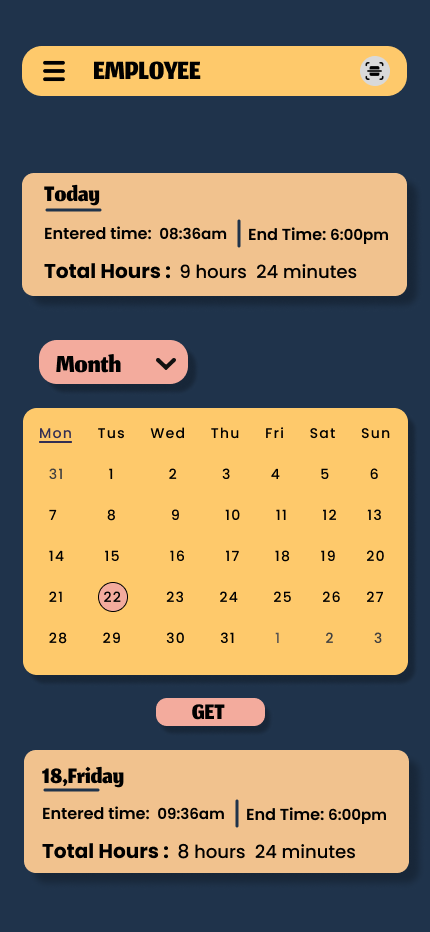 EMPLOYEE
Today
Entered time: 08:36am | End Time: 6:00pm
Total Hours : 9 hours 24 minutes
Month
Mon Tus Wed Thu Fri Sat Sun
31 1 2 3 4 5 6
7 8 9 10 11 12 13
14 15 16 17 18 19 20
21 22 23 24 25 26 27
28 29 30 31 1 2 3
GET
18,Friday
Entered time: 09:36am | End Time: 6:00pm
Total Hours : 8 hours 24 minutes